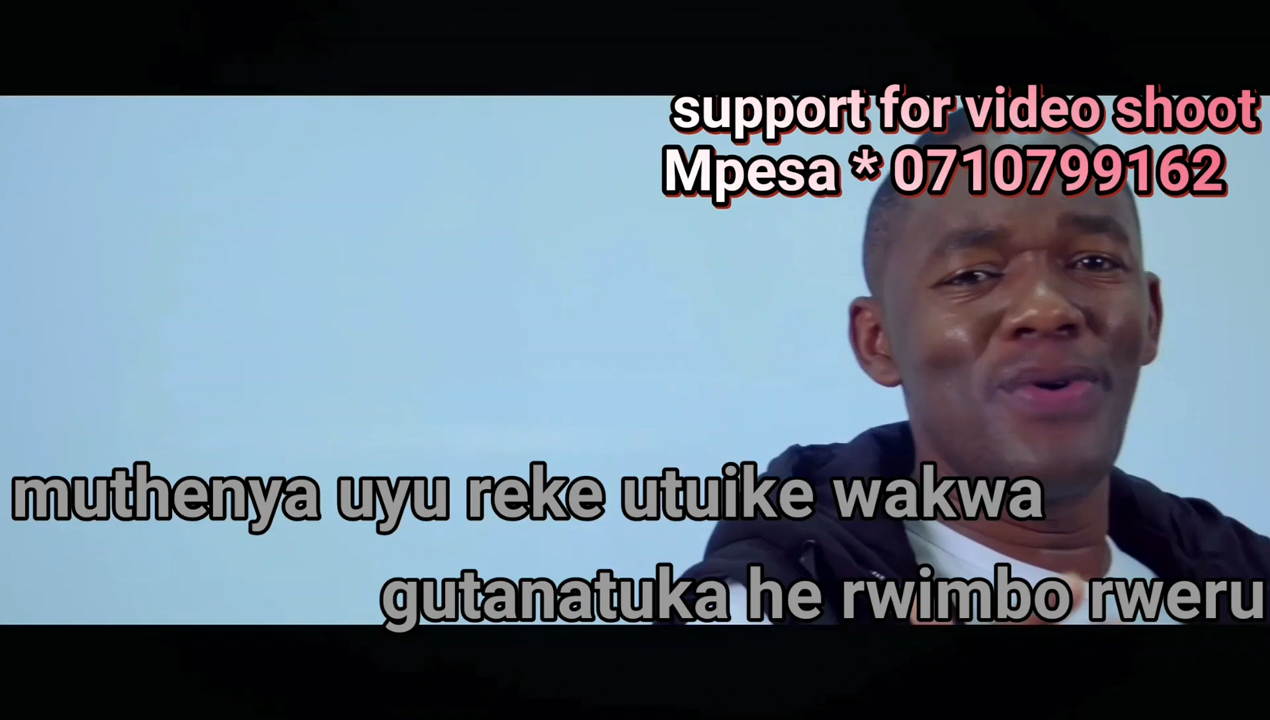 support for video shoot
Mpesa * 0710799162
muthenya uyu reke utuike wakwa
gutanatuka he rwimbo rweru